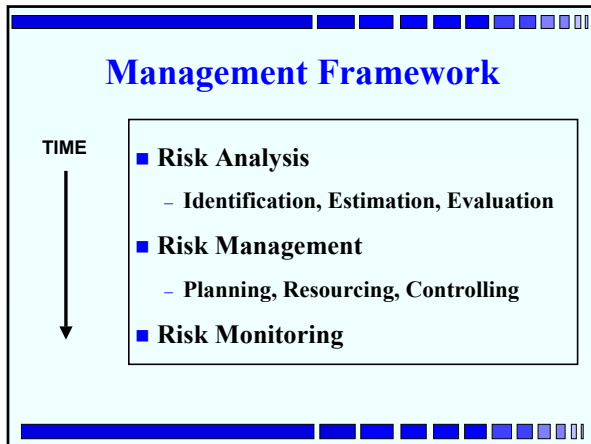 Management Framework
TIME
■ Risk Analysis
– Identification, Estimation, Evaluation
■ Risk Management
– Planning, Resourcing, Controlling
■ Risk Monitoring